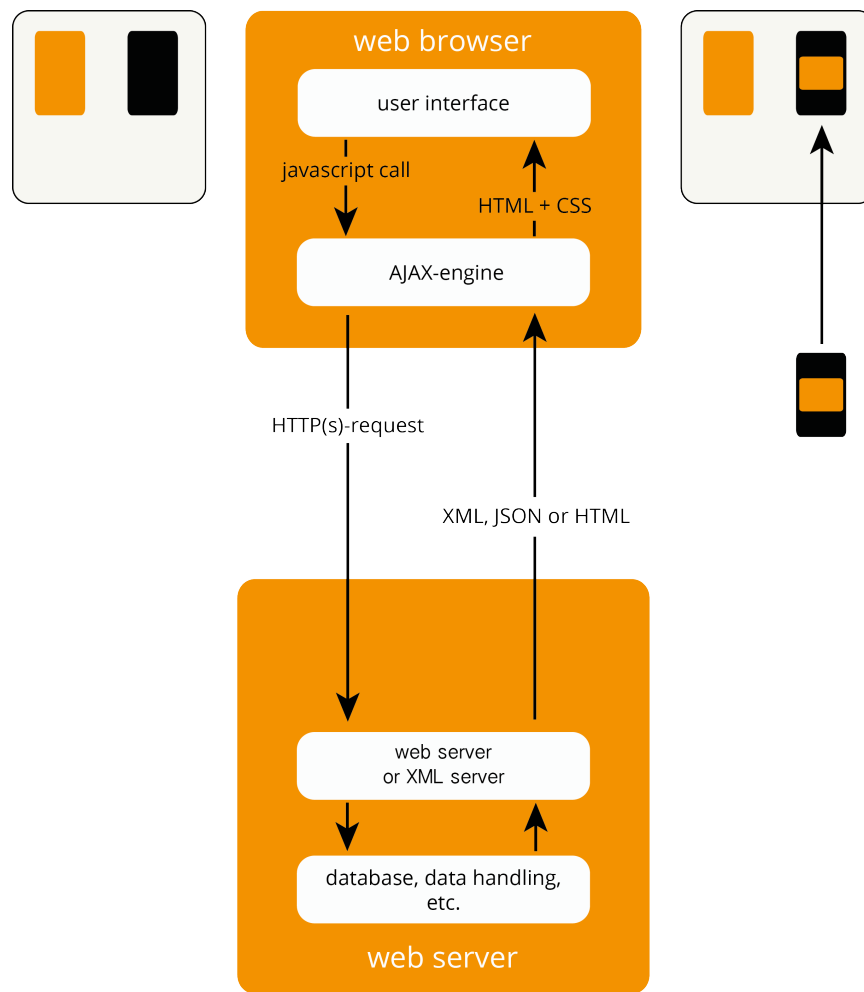 web browser
user interface
javascript call
HTML + CSS
AJAX-engine
HTTP(s)-request
XML, JSON or HTML
web server
or XML server
database, data handling,
etc.
web server